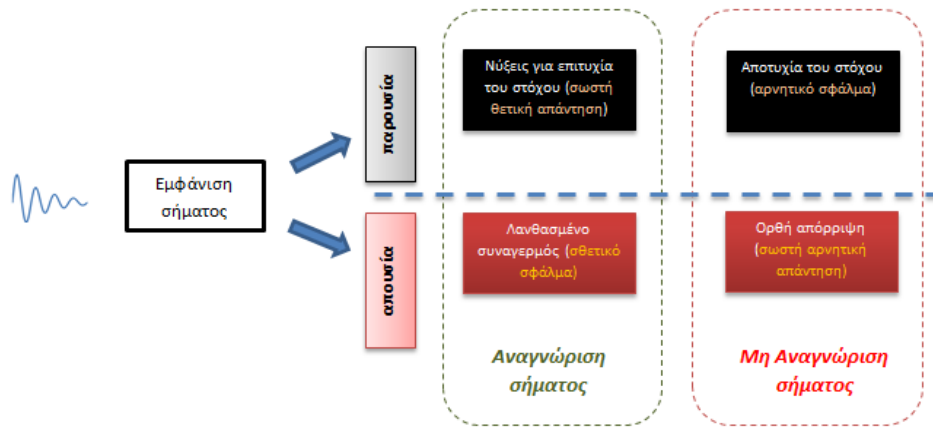 Εμφάνιση
σήματος
παρουσία
Νύξεις για επιτυχία
του στόχου (σωστή
θετική απάντηση)
Αποτυχία του στόχου
(αρνητικό σφάλμα)
απουσία
Λανθασμένο
συναγερμός (σθετικό
σφάλμα)
Ορθή απόρριψη
(σωστή αρνητική
απάντηση)
Αναγνώριση
σήματος
Μη Αναγνώριση
σήματος